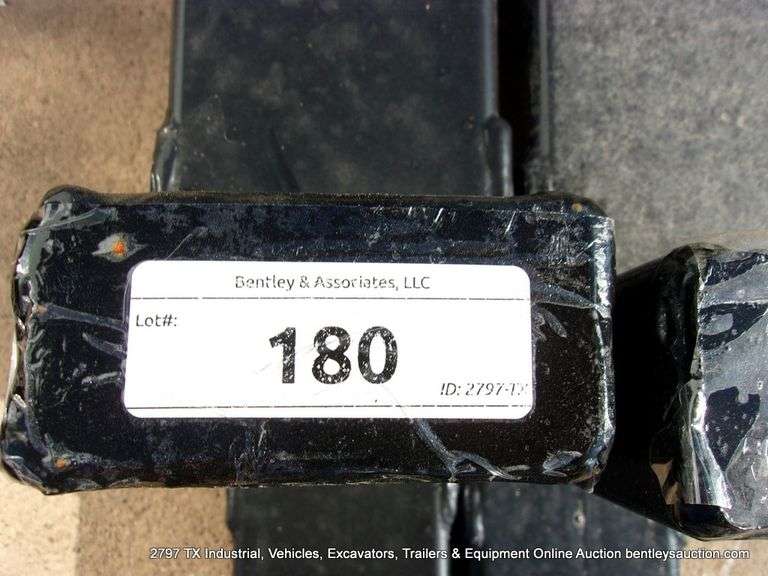 Bentley & Associates, LLC
Lot#:
180
ID: 2797-TX
2797 TX Industrial, Vehicles, Excavators, Trailers & Equipment Online Auction bentleysauction.com